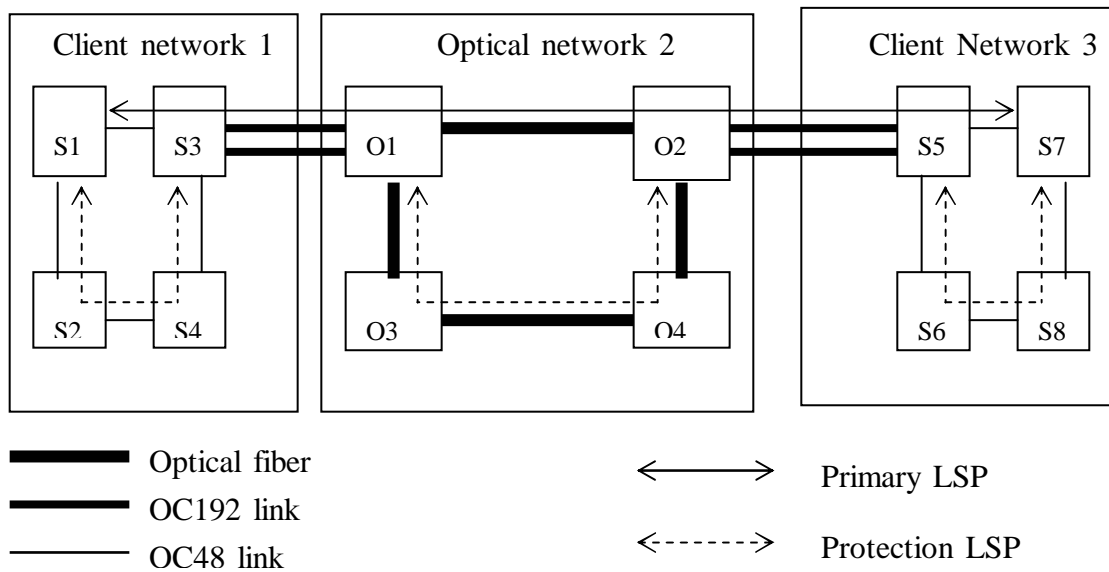 Client network 1
Optical network 2
Client Network 3
S1
S3
O1
O2
S5
S7
S2
S4
O3
O4
S6
S8
Optical fiber
OC192 link
OC48 link
Primary LSP
Protection LSP